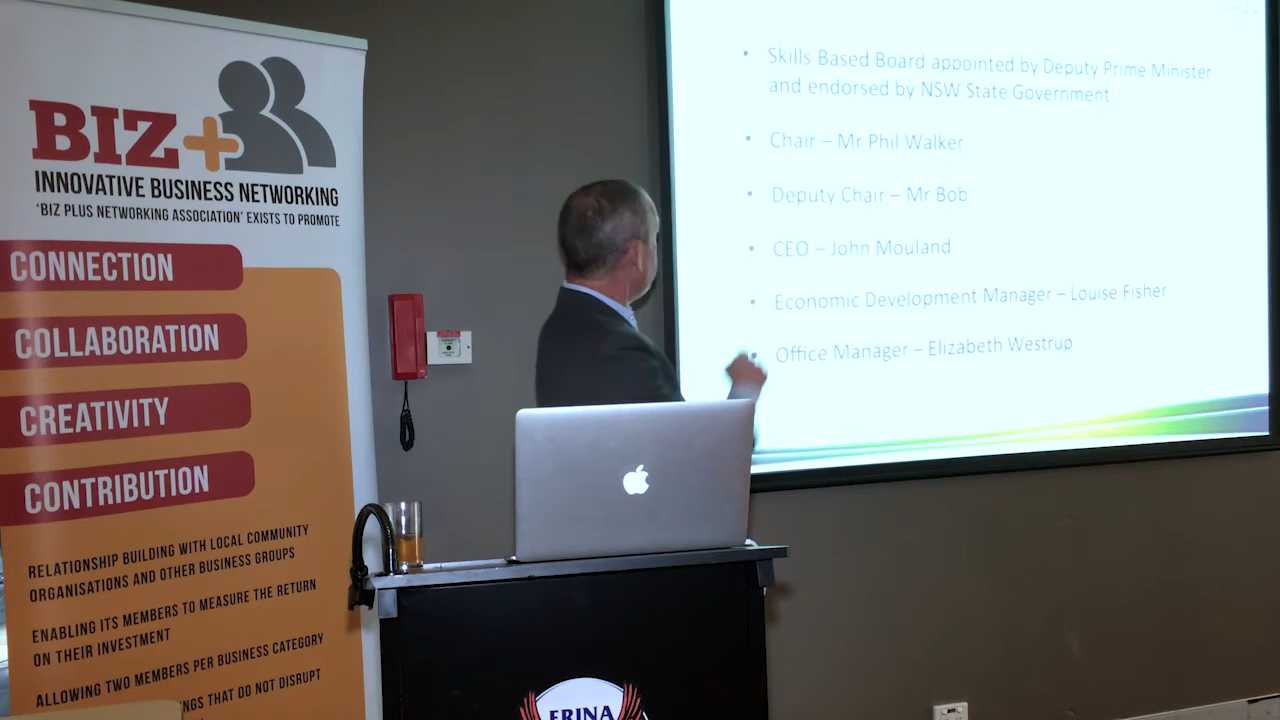 BIZ+
INNOVATIVE BUSINESS NETWORKING
'BIZ PLUS NETWORKING ASSOCIATION' EXISTS TO PROMOTE
CONNECTION
COLLABORATION
CREATIVITY
CONTRIBUTION
RELATIONSHIP BUILDING WITH LOCAL COMMUNITY
ORGANISATIONS AND OTHER BUSINESS GROUPS
ENABLING ITS MEMBERS TO MEASURE THE RETURN
ON THEIR INVESTMENT
ALLOWING TWO MEMBERS PER BUSINESS CATEGORY
THAT DO NOT DISRUPT
• Skills Based Board appointed by Deputy Prime Minister
and endorsed by NSW State Government
• Chair – Mr Phil Walker
• Deputy Chair – Mr Bob
• CEO – John Mouland
• Economic Development Manager – Louise Fisher
• Office Manager – Elizabeth Westrup
ERINA